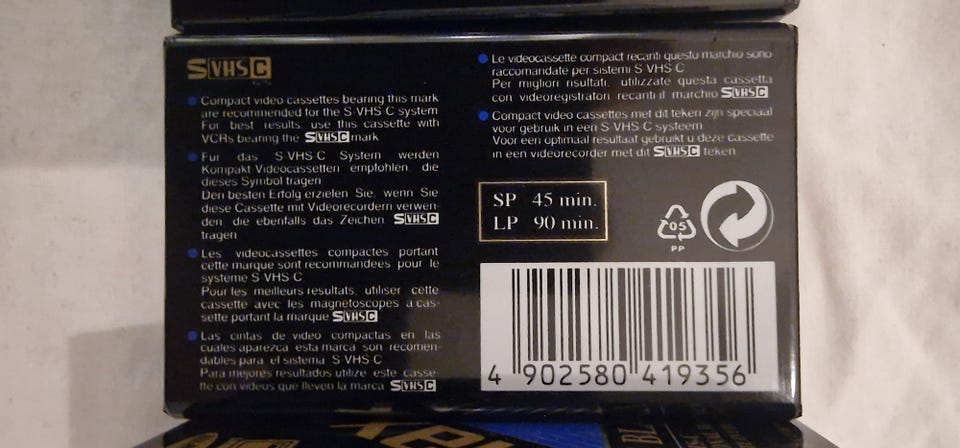 SVHSC
Compact video cassettes bearing this mark
are recommended for the S-VHS C system
For best results, use this cassette with
VCRs bearing the SVHSC mark
Fur das S-VHS C System werden
Kompakt Videocassetten empfohlen, die
dieses Symbol tragen
Den besten Erfolg erzielen Sie, wenn Sie
diese Cassette mit Videorecordern verwen-
den die ebenfalls das Zeichen SVHSC
tragen
Les videocassettes compactes portant
cette marque sont recommandees pour le
systeme S VHS C
Pour les meilleurs resultats, utiliser cette
cassette avec les magnetoscopes a cas-
sette portant la marque SVHSC
Las cintas de video compactas en las
cuales aparezca esta marca son recomen-
dables para el sistema S VHS C
Para mejores resultados utilize este casse-
tte con videos que lleven la marca SVHSC
Le videocassette compact recanti questo marchio sono
raccomandate per sistemi S VHS C
Per migliori risultati, utilizzate questa cassetta
con videoregistratori recanti il marchio SVHSC
Compact video cassettes met dit teken zijn speciaal
voor gebruik in een S VHS C systeem
Voor een optimaal resultaat gebruikt u deze cassette
in een videorecorder met dit SVHSC teken
SP 45 min.
LP 90 min.
05
PP
4 902580 419356